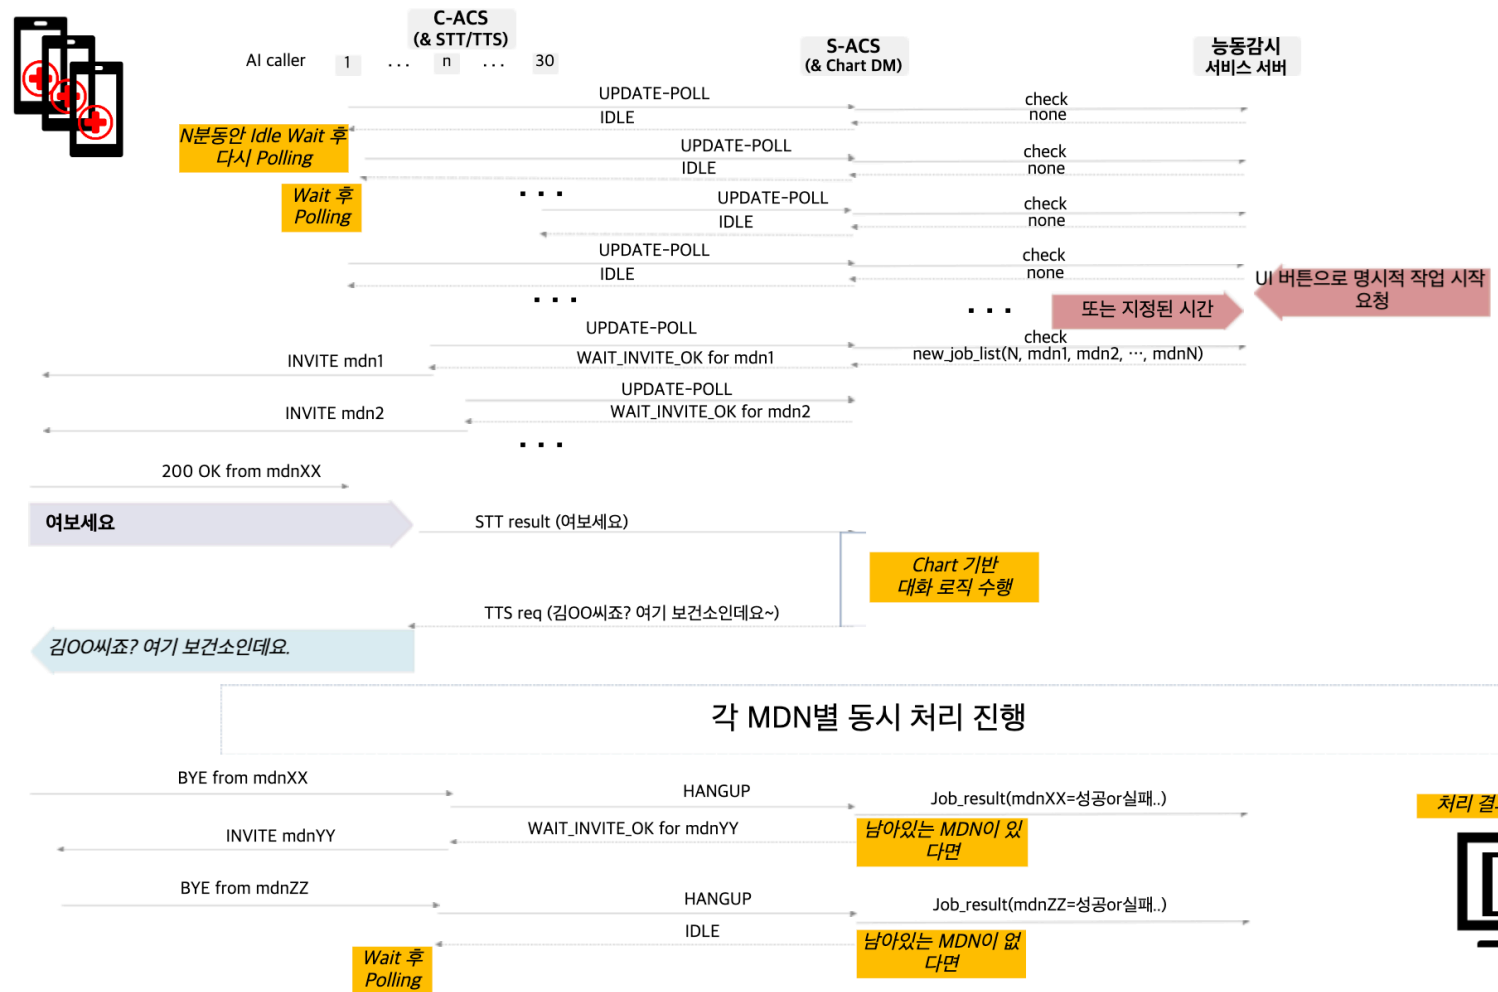 C-ACS
(& STT/TTS)
S-ACS
(& Chart DM)
능동감시
서비스 서버
AI caller 1 ... n ... 30
UPDATE-POLL
check
IDLE
none
N분동안 Idle Wait 후
다시 Polling
UPDATE-POLL
check
IDLE
none
Wait 후
Polling
...
UPDATE-POLL
check
IDLE
none
UPDATE-POLL
check
IDLE
none
UI 버튼으로 명시적 작업 시작
요청
...
...
또는 지정된 시간
UPDATE-POLL
check
INVITE mdn1
WAIT_INVITE_OK for mdn1
new_job_list(N, mdn1, mdn2, ..., mdnN)
UPDATE-POLL
INVITE mdn2
WAIT_INVITE_OK for mdn2
...
200 OK from mdnXX
여보세요
STT result (여보세요)
Chart 기반
대화 로직 수행
TTS req (김OO씨죠? 여기 보건소인데요~)
김OO씨죠? 여기 보건소인데요.
각 MDN별 동시 처리 진행
BYE from mdnXX
HANGUP
Job_result(mdnXX=성공or실패..)
처리 결
INVITE mdnYY
WAIT_INVITE_OK for mdnYY
남아있는 MDN이 있
다면
BYE from mdnZZ
HANGUP
Job_result(mdnZZ=성공or실패..)
IDLE
남아있는 MDN이 없
다면
Wait 후
Polling